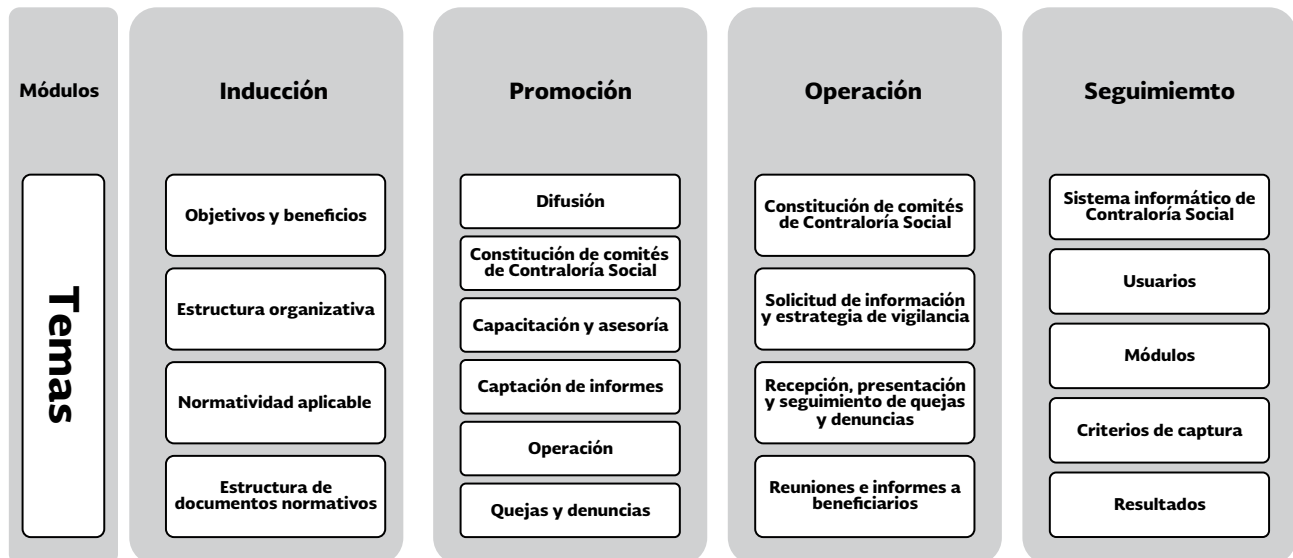 Módulos
Inducción
Promoción
Operación
Seguimiemto
Temas
Objetivos y beneficios
Estructura organizativa
Normatividad aplicable
Estructura de
documentos normativos
Difusión
Constitución de comités
de Contraloría Social
Capacitación y asesoría
Captación de informes
Operación
Quejas y denuncias
Constitución de comités
de Contraloría Social
Solicitud de información
y estrategia de vigilancia
Recepción, presentación
y seguimiento de quejas
y denuncias
Reuniones e informes a
beneficiarios
Sistema informático de
Contraloría Social
Usuarios
Módulos
Criterios de captura
Resultados